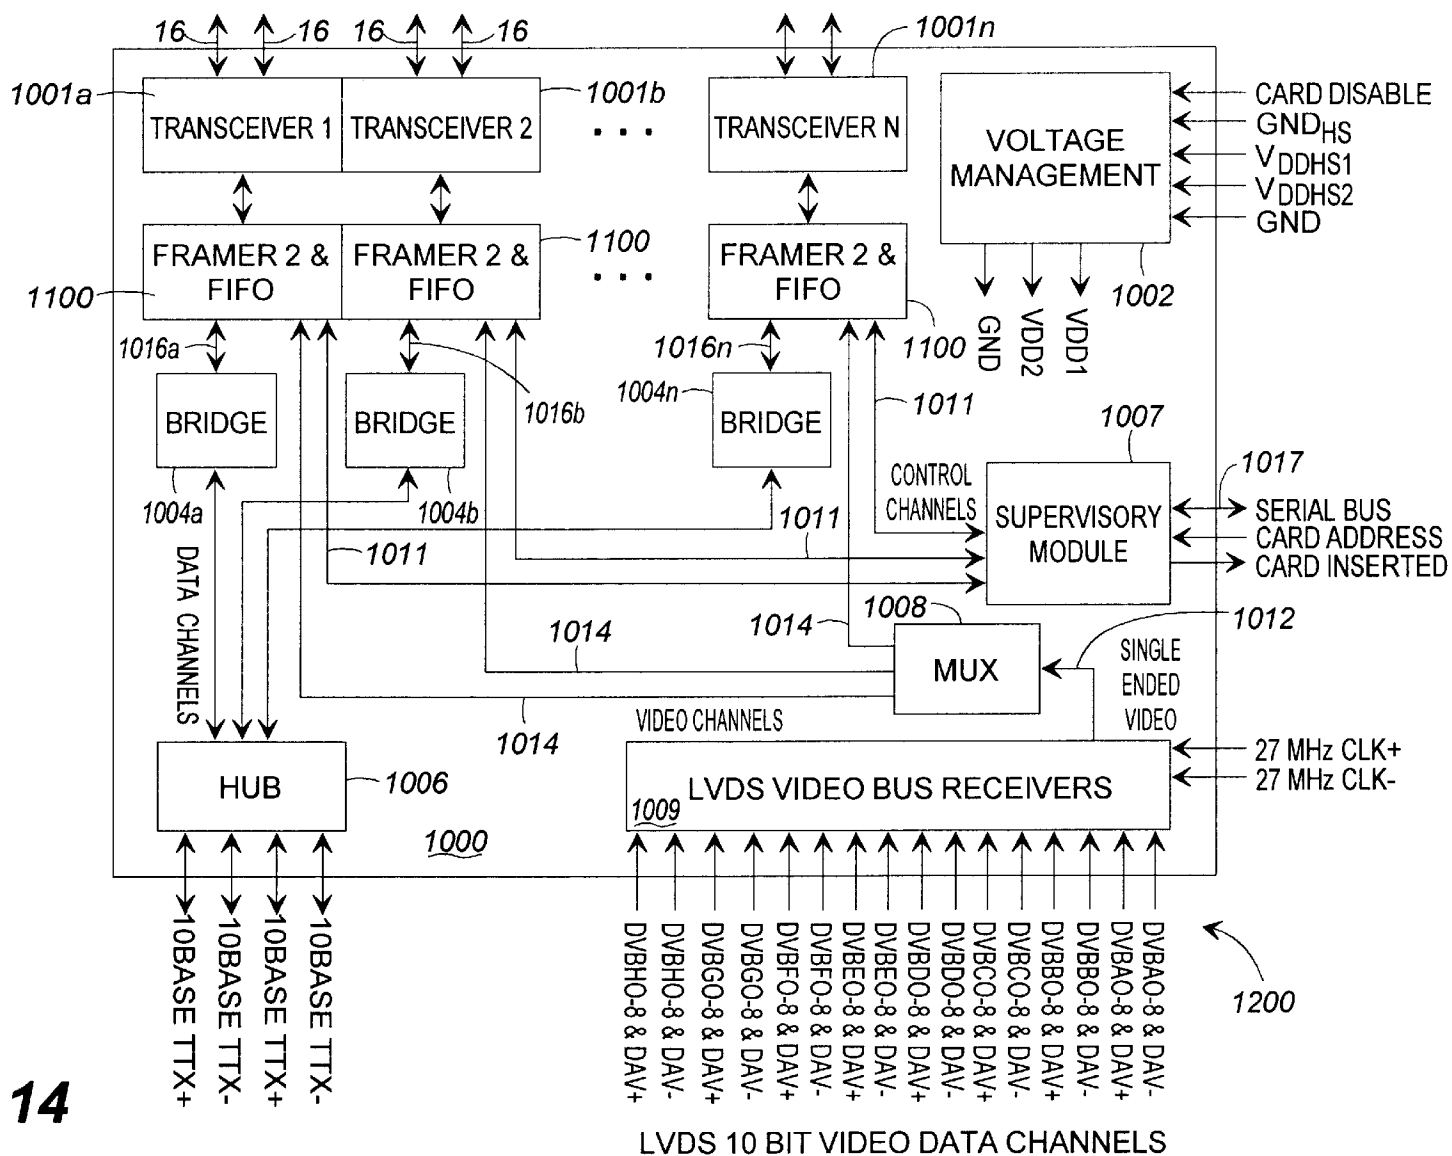 16 16 16 16 1001n
1001a 1001b
TRANSCEIVER 1 TRANSCEIVER 2 ... TRANSCEIVER N
VOLTAGE
MANAGEMENT
CARD DISABLE
GNDHS
VDDHS1
VDDHS2
GND
FRAMER 2 &
FIFO
FRAMER 2 &
FIFO
1100
...
FRAMER 2 &
FIFO
1100
1002
GND
VDD2
VDD1
1016a
1016n
1100
1004n
1016b
1011
BRIDGE BRIDGE BRIDGE
1007
1017
1004a
1004b
CONTROL
CHANNELS
SUPERVISORY
MODULE
SERIAL BUS
CARD ADDRESS
CARD INSERTED
1011
1011
DATA CHANNELS
1008
1014
1012
1014
MUX
SINGLE
ENDED
VIDEO
VIDEO CHANNELS
1014
HUB
1006
LVDS VIDEO BUS RECEIVERS
1009
27 MHz CLK+
27 MHz CLK-
1000
10BASE TTX+
10BASE TTX-
10BASE TTX+
10BASE TTX-
DVBHO-8 & DAV+
DVBHO-8 & DAV-
DVBGO-8 & DAV+
DVBGO-8 & DAV-
DVBFO-8 & DAV+
DVBFO-8 & DAV-
DVBEO-8 & DAV+
DVBEO-8 & DAV-
DVBDO-8 & DAV+
DVBDO-8 & DAV-
DVBCO-8 & DAV+
DVBCO-8 & DAV-
DVBBO-8 & DAV+
DVBBO-8 & DAV-
DVBAO-8 & DAV+
DVBAO-8 & DAV-
1200
14
LVDS 10 BIT VIDEO DATA CHANNELS